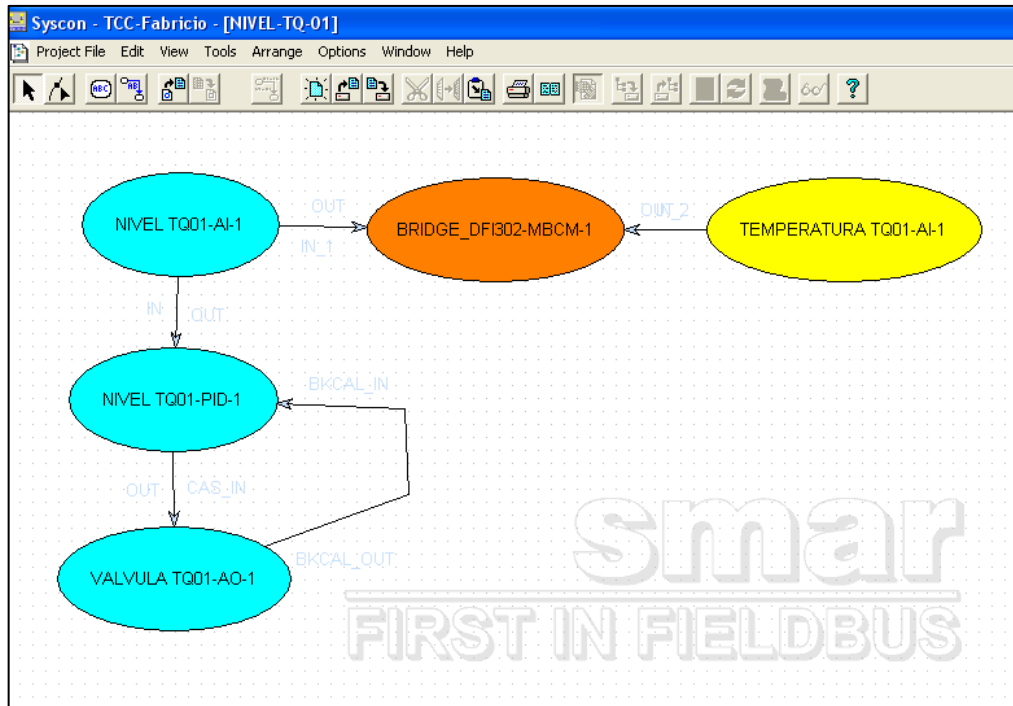 Syscon - TCC-Fabricio - [NIVEL-TQ-01]
Project File Edit View Tools Arrange Options Window Help
ABC
NIVEL TQ01-AI-1
OUT
IN_1
BRIDGE_DFI302-MBCM-1
TEMPERATURA TQ01-AI-1
IN
OUT
NIVEL TQ01-PID-1
BKCAL_IN
OUT
CAS_IN
VALVULA TQ01-AO-1
BKCAL_OUT
smar
FIRST IN FIELDBUS